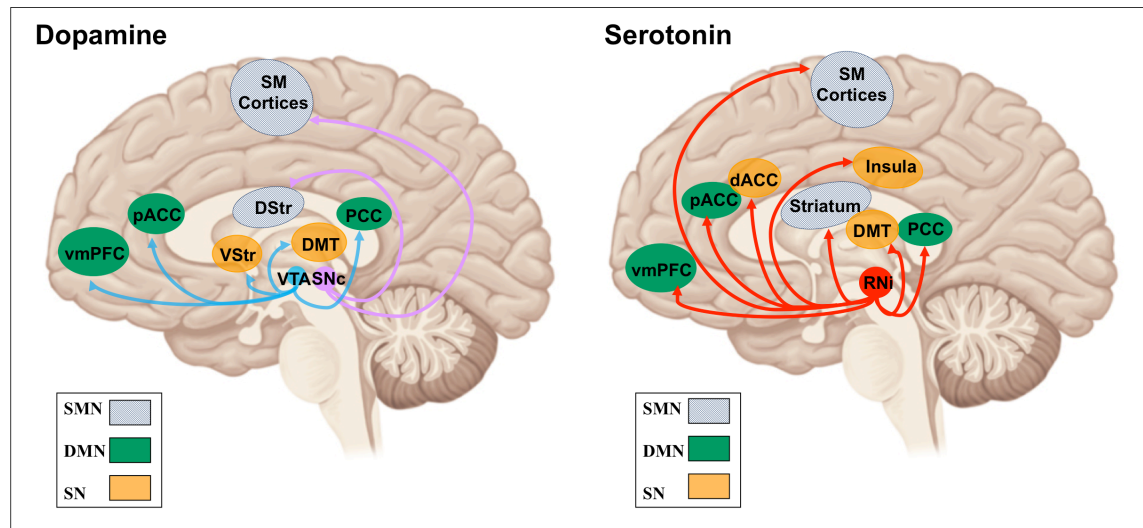 Dopamine
SM
Cortices
DStr
pACC
PCC
DMT
VStr
vmPFC
VTASNc
SMN
DMN
SN
Serotonin
SM
Cortices
Insula
dACC
pACC
Striatum
DMT
PCC
vmPFC
RNi
SMN
DMN
SN